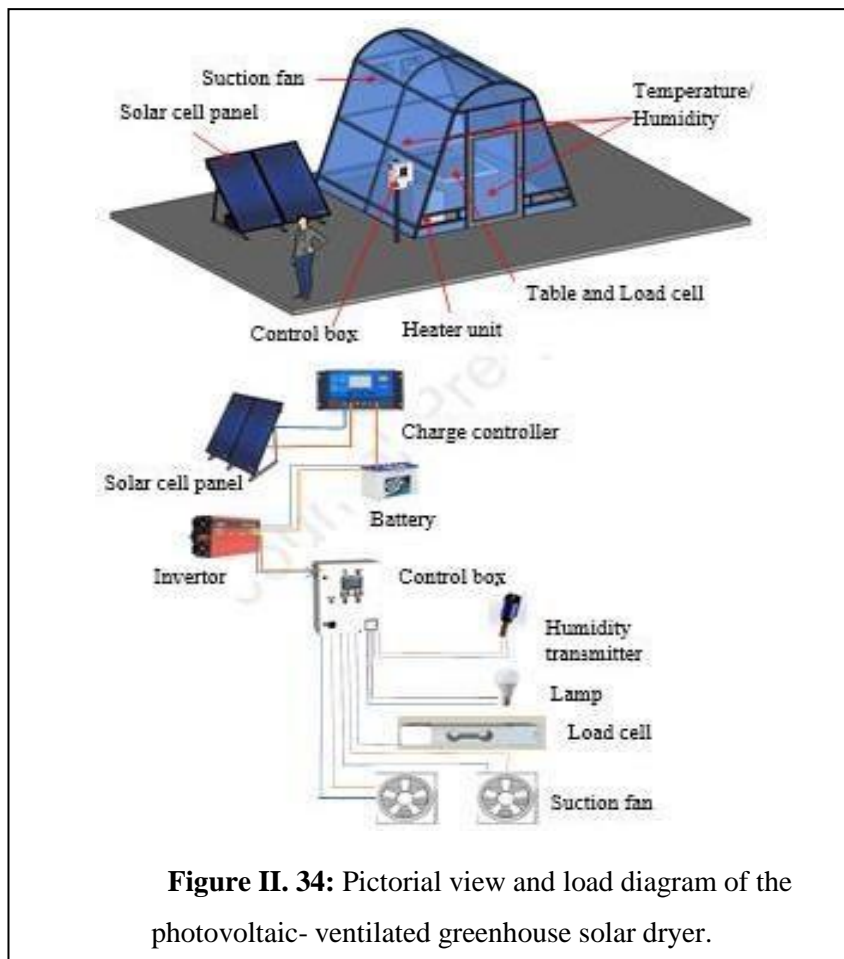 Suction fan
Solar cell panel
Temperature/
Humidity
Table and Load cell
Control box
Heater unit
Charge controller
Solar cell panel
Battery
Invertor
Control box
Humidity
transmitter
Lamp
Load cell
Suction fan
Figure II. 34: Pictorial view and load diagram of the
photovoltaic- ventilated greenhouse solar dryer.